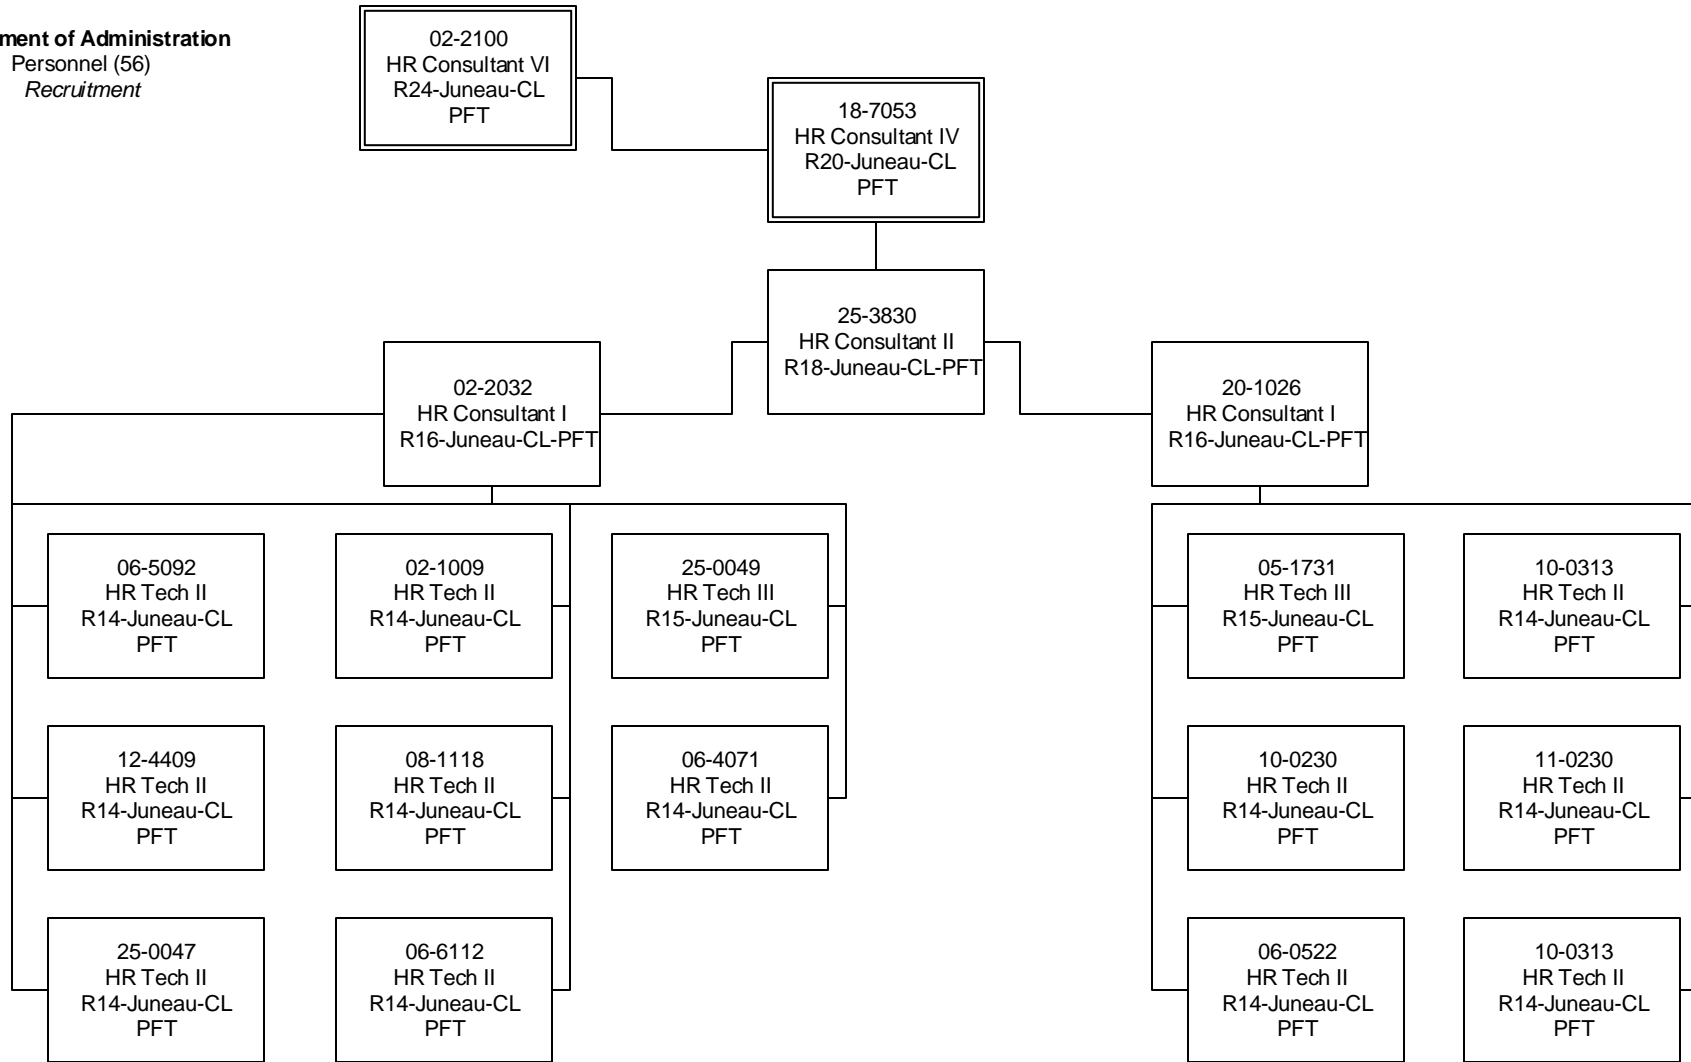 ment of Administration
Personnel (56)
Recruitment
02-2100
HR Consultant VI
R24-Juneau-CL
PFT
18-7053
HR Consultant IV
R20-Juneau-CL
PFT
25-3830
HR Consultant II
R18-Juneau-CL-PFT
02-2032
HR Consultant I
R16-Juneau-CL-PFT
20-1026
HR Consultant I
R16-Juneau-CL-PFT
06-5092
HR Tech II
R14-Juneau-CL
PFT
02-1009
HR Tech II
R14-Juneau-CL
PFT
25-0049
HR Tech III
R15-Juneau-CL
PFT
05-1731
HR Tech III
R15-Juneau-CL
PFT
10-0313
HR Tech II
R14-Juneau-CL
PFT
12-4409
HR Tech II
R14-Juneau-CL
PFT
08-1118
HR Tech II
R14-Juneau-CL
PFT
06-4071
HR Tech II
R14-Juneau-CL
PFT
10-0230
HR Tech II
R14-Juneau-CL
PFT
11-0230
HR Tech II
R14-Juneau-CL
PFT
25-0047
HR Tech II
R14-Juneau-CL
PFT
06-6112
HR Tech II
R14-Juneau-CL
PFT
06-0522
HR Tech II
R14-Juneau-CL
PFT
10-0313
HR Tech II
R14-Juneau-CL
PFT